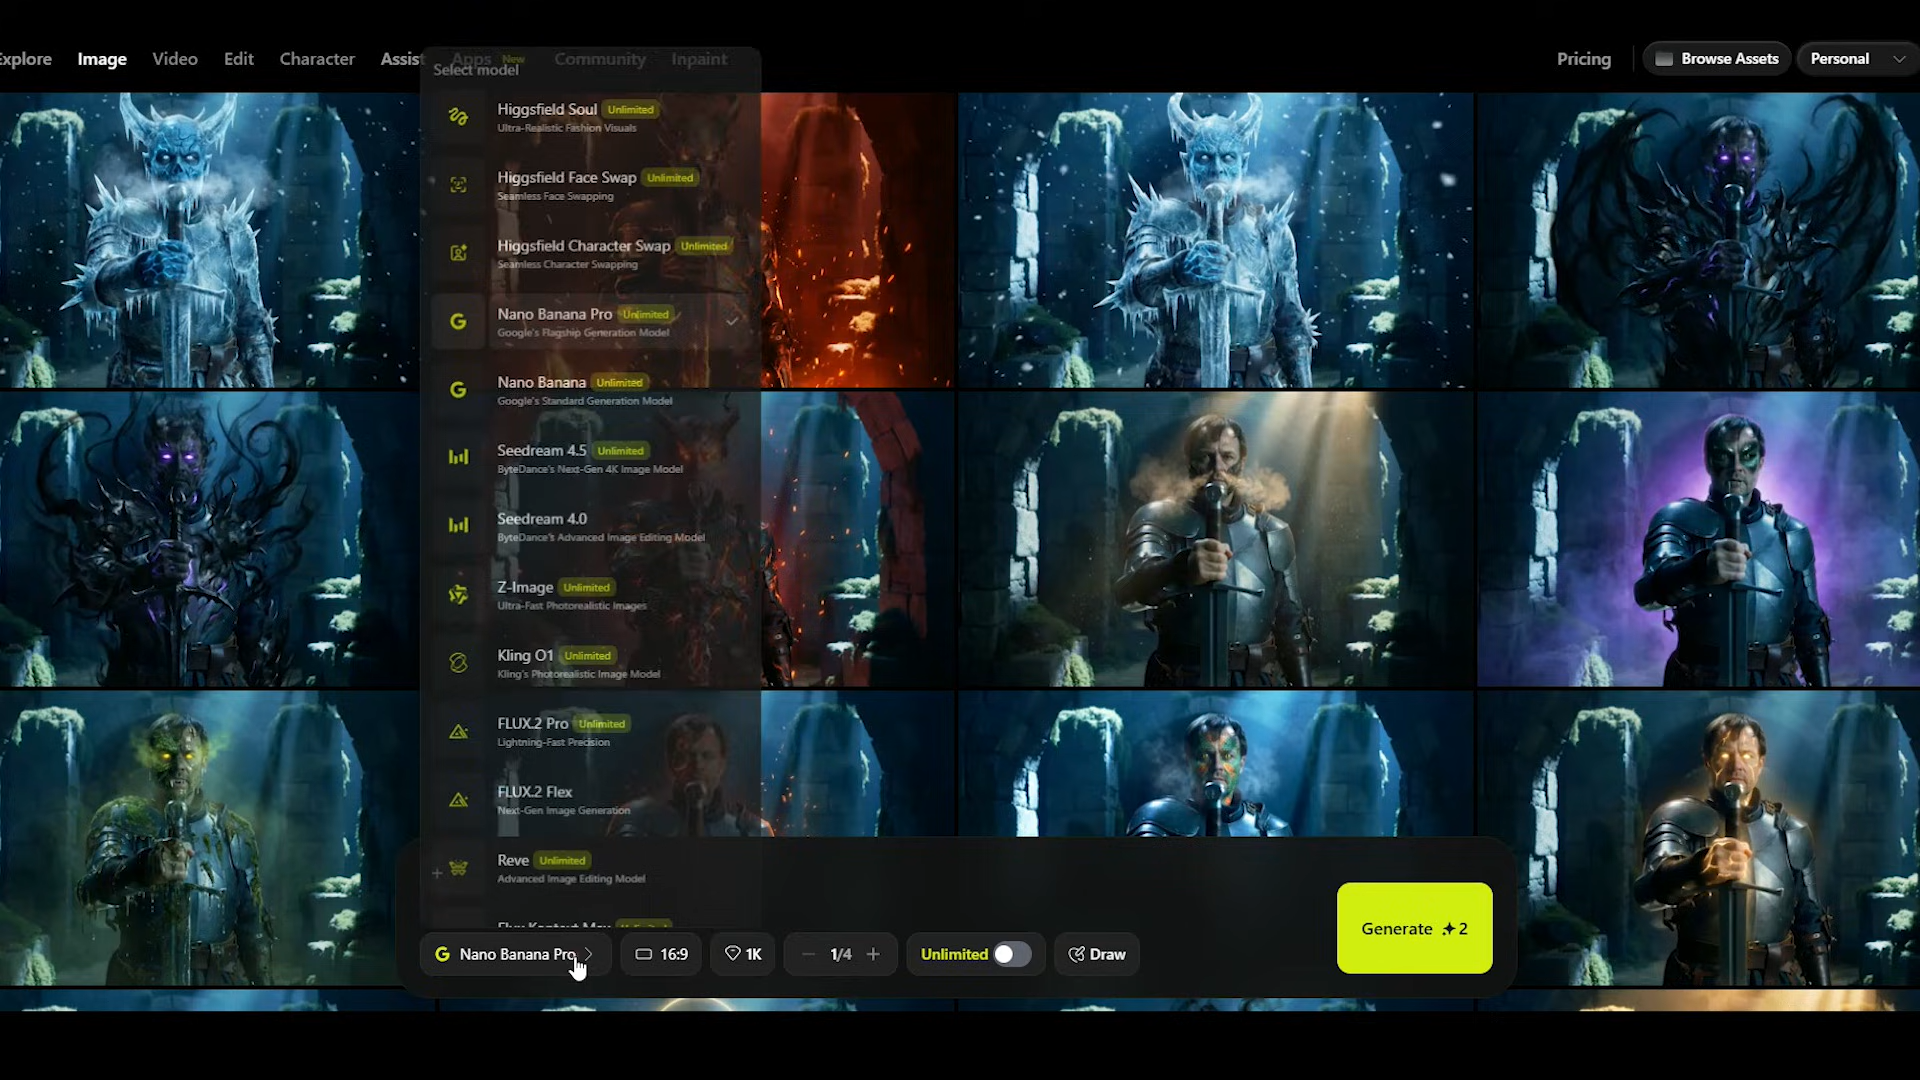 Explore
Image
Video
Edit
Character
Assist
Apps New
Community
Inpaint
Pricing
Browse Assets
Personal
Select model
Higgsfield Soul Unlimited
Ultra-Realistic Fashion Visuals
Higgsfield Face Swap Unlimited
Seamless Face Swapping
Higgsfield Character Swap Unlimited
Seamless Character Swapping
Nano Banana Pro Unlimited
Google's Flagship Generation Model
Nano Banana Unlimited
Google's Standard Generation Model
Seedream 4.5 Unlimited
ByteDance's Next-Gen 4K Image Model
Seedream 4.0
ByteDance's Advanced Image Editing Model
Z-Image Unlimited
Ultra-Fast Photorealistic Images
Kling O1 Unlimited
Kling's Photorealistic Image Model
FLUX.2 Pro Unlimited
Lightning-Fast Precision
FLUX.2 Flex
Next-Gen Image Generation
Reve Unlimited
Advanced Image Editing Model
Nano Banana Pro
16:9
1K
1/4
Unlimited
Draw
Generate 2